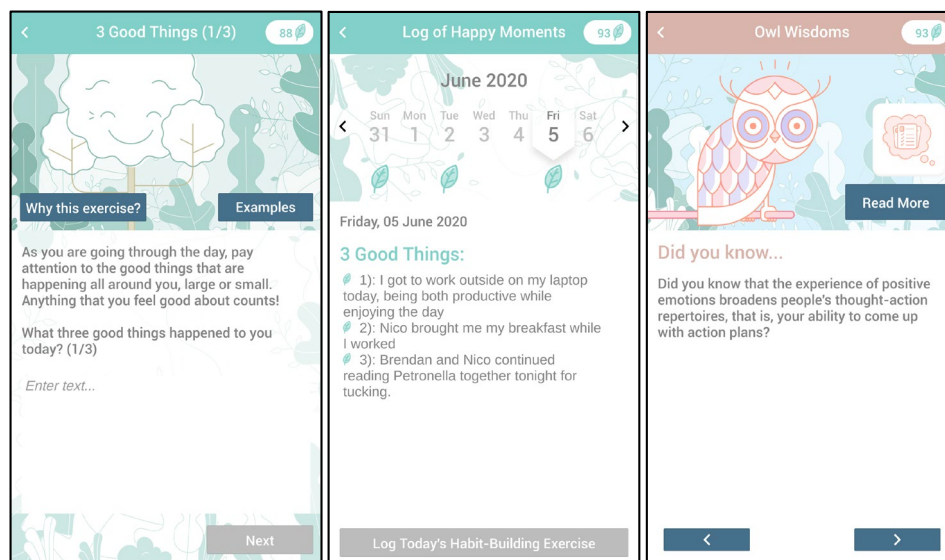 3 Good Things (1/3)
88
Why this exercise?
Examples
As you are going through the day, pay
attention to the good things that are
happening all around you, large or small.
Anything that you feel good about counts!
What three good things happened to you
today? (1/3)
Enter text...
Next
Log of Happy Moments
93
June 2020
Sun Mon Tue Wed Thu Fri Sat
31 1 2 3 4 5 6
Friday, 05 June 2020
3 Good Things:
1): I got to work outside on my laptop
today, being both productive while
enjoying the day
2): Nico brought me my breakfast while
I worked
3): Brendan and Nico continued
reading Petronella together tonight for
tucking.
Log Today's Habit-Building Exercise
Owl Wisdoms
93
Read More
Did you know...
Did you know that the experience of positive
emotions broadens people's thought-action
repertoires, that is, your ability to come up
with action plans?